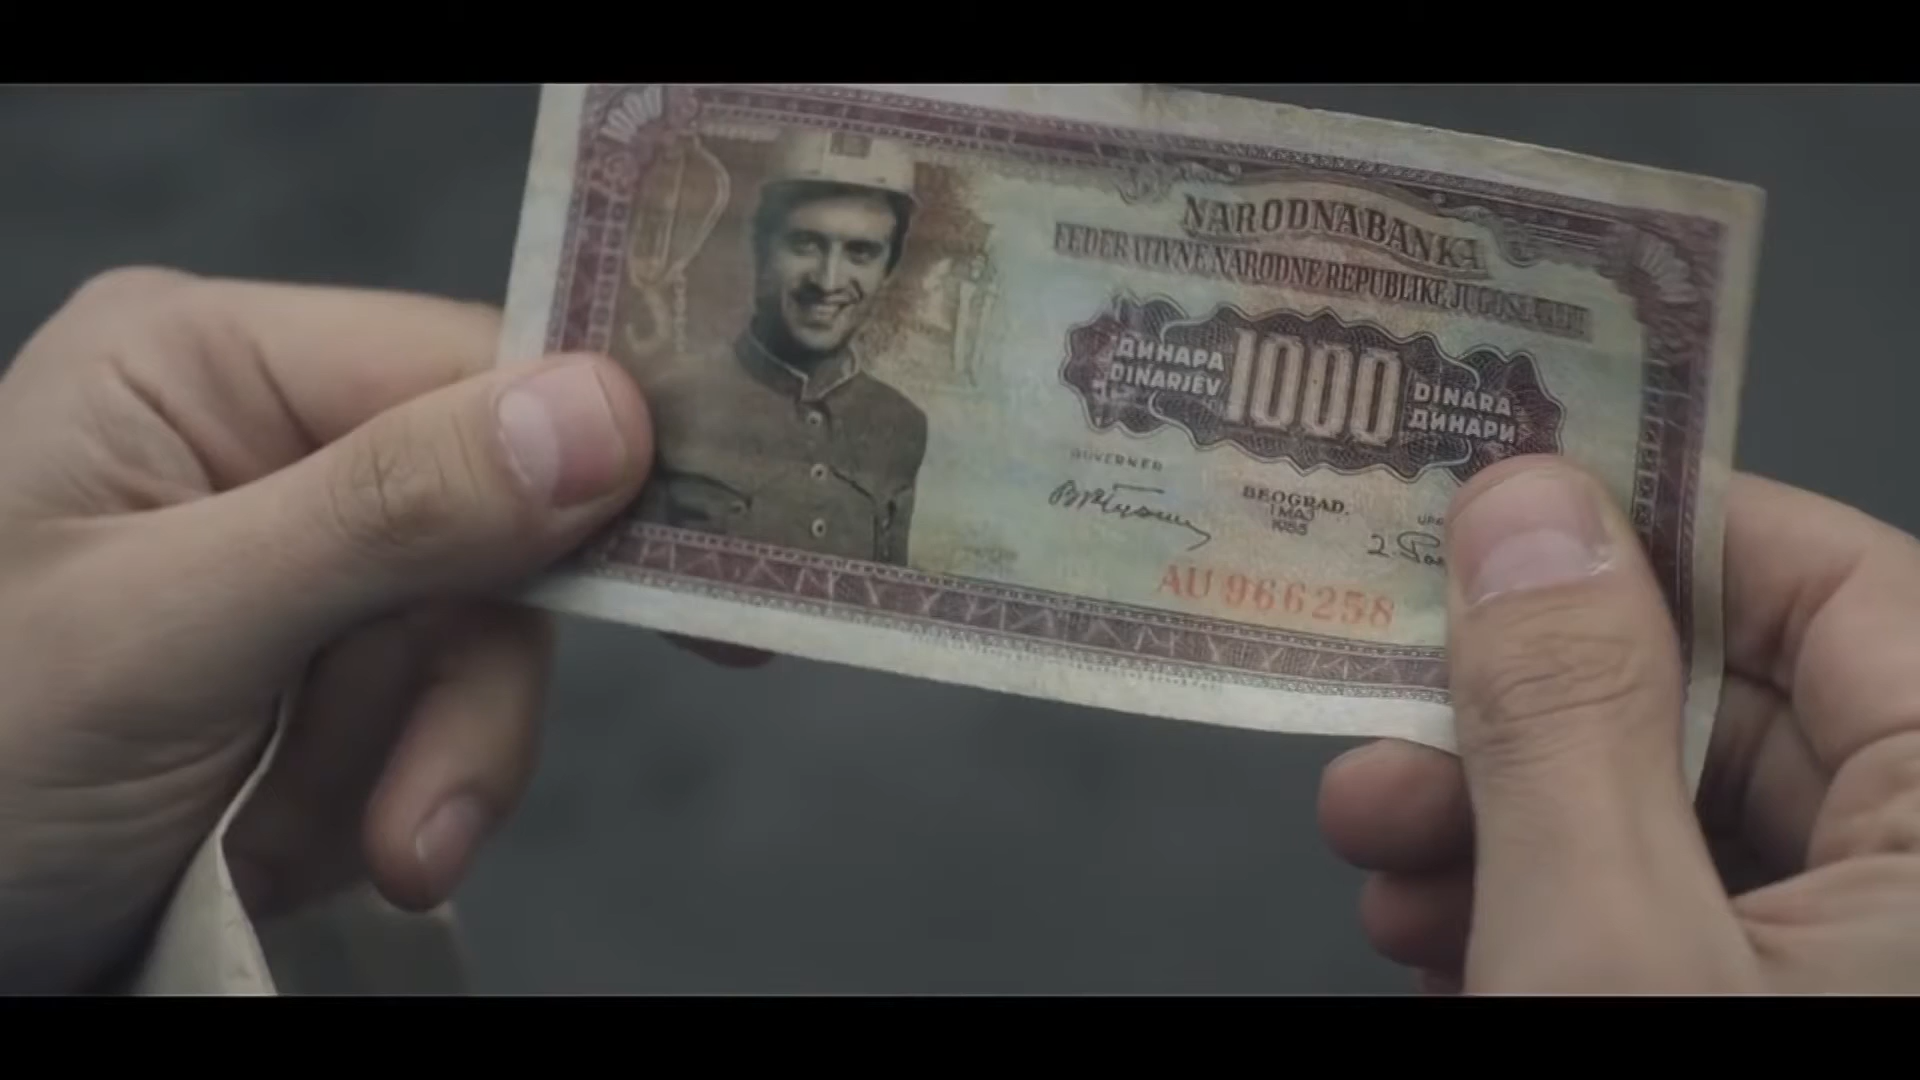 1000
NARODNA BANKA
FEDERATIVNE NARODNE REPUBLIKE JUGOSLAVIJE
ДИНАРА
DINARJEV
1000
DINARA
ДИНАРИ
GUVERNER
BEOGRAD.
1 MAJ
1955
AU 966258